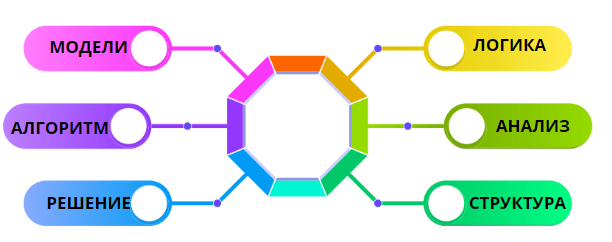 МОДЕЛИ
ЛОГИКА
АЛГОРИТМ
АНАЛИЗ
РЕШЕНИЕ
СТРУКТУРА